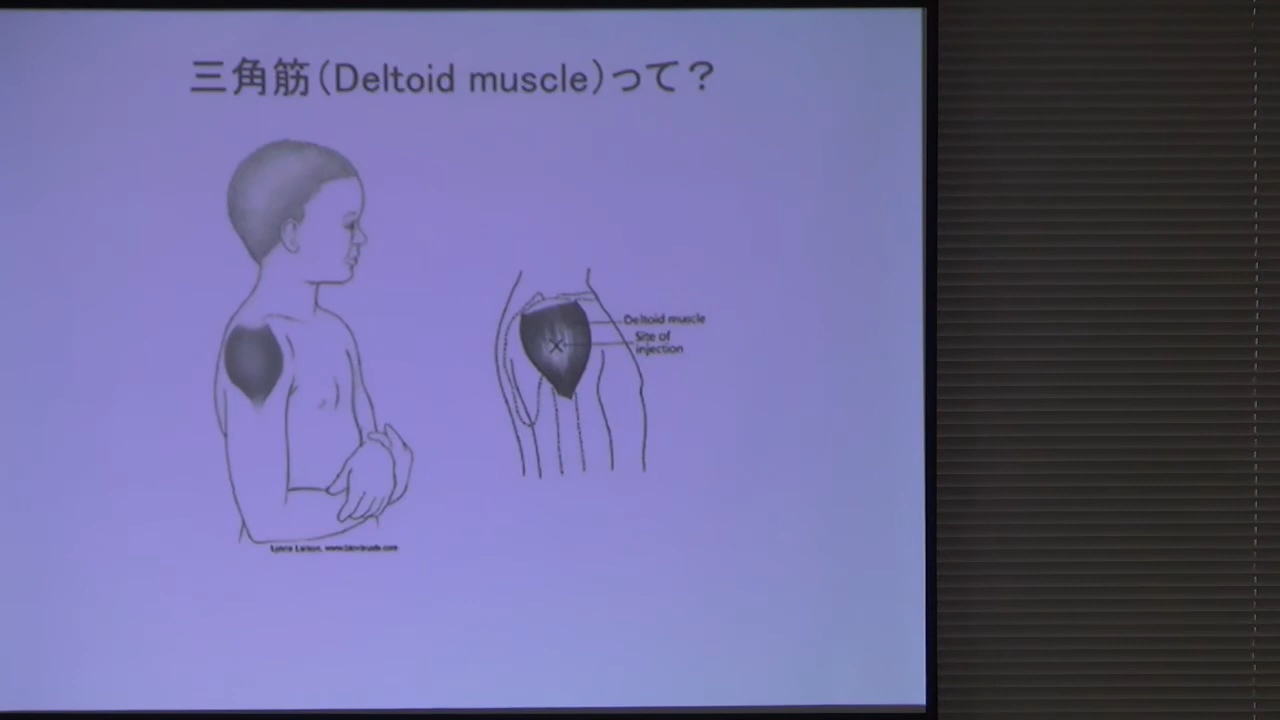 三角筋(Deltoid muscle)って?
Deltoid muscle
Site of
injection